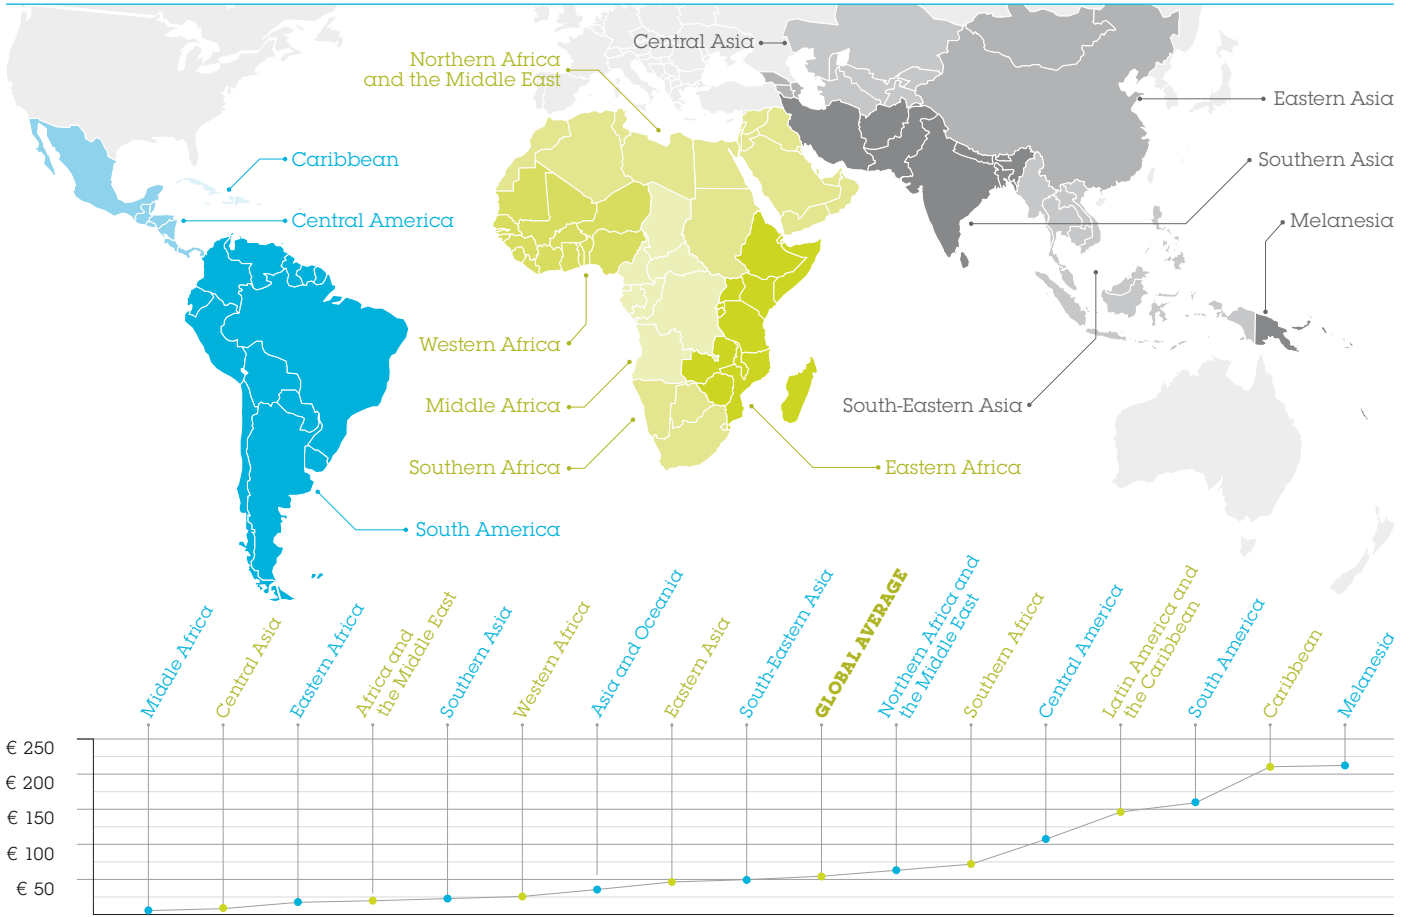 Central Asia
Northern Africa
and the Middle East
Eastern Asia
Caribbean
Southern Asia
Central America
Melanesia
Western Africa
Middle Africa
South-Eastern Asia
Southern Africa
Eastern Africa
South America
Middle Africa
Central Asia
Eastern Africa
Africa and
the Middle East
Southern Asia
Western Africa
Asia and Oceania
Eastern Asia
South-Eastern Asia
GLOBAL AVERAGE
Northern Africa and
the Middle East
Southern Africa
Central America
Latin America and
the Caribbean
South America
Caribbean
Melanesia
€ 250
€ 200
€ 150
€ 100
€ 50